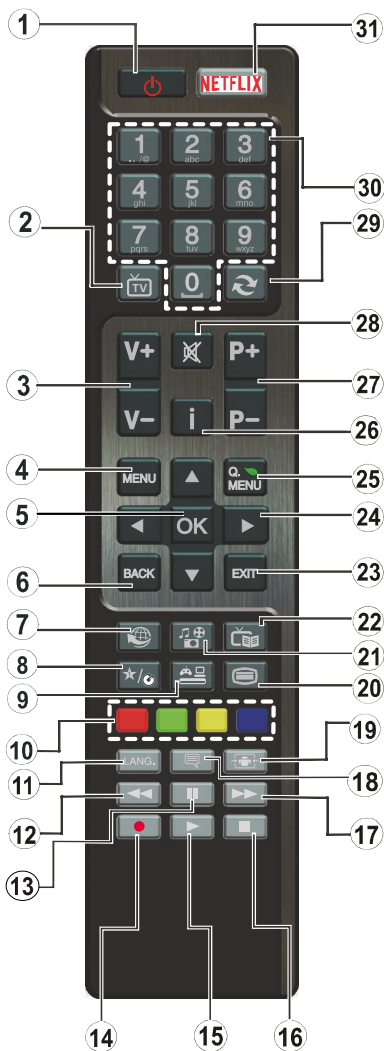 1
31
NETFLIX
1 2 3
. , /@ abc def
30
4 5 6
ghi jkl mno
7 8 9
pqrs tuv wxyz
2
TV
0
29
28
V+ P+
3
27
V- i P-
26
4
MENU
Q. MENU
25
5
OK
24
6
BACK EXIT
23
7
22
8
21
9
20
10
19
11
LANG.
18
12
17
13
14
15
16